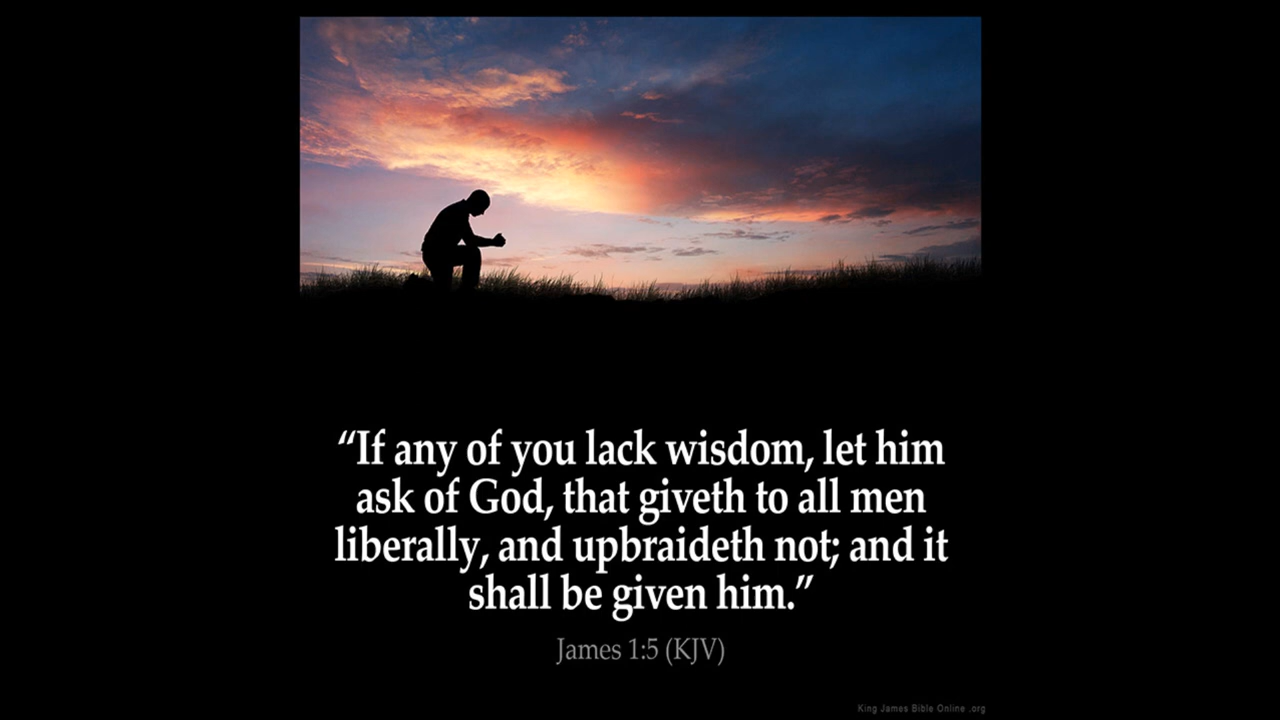 “If any of you lack wisdom, let him
ask of God, that giveth to all men
liberally, and upbraideth not; and it
shall be given him.”
James 1:5 (KJV)
King James Bible Online .org